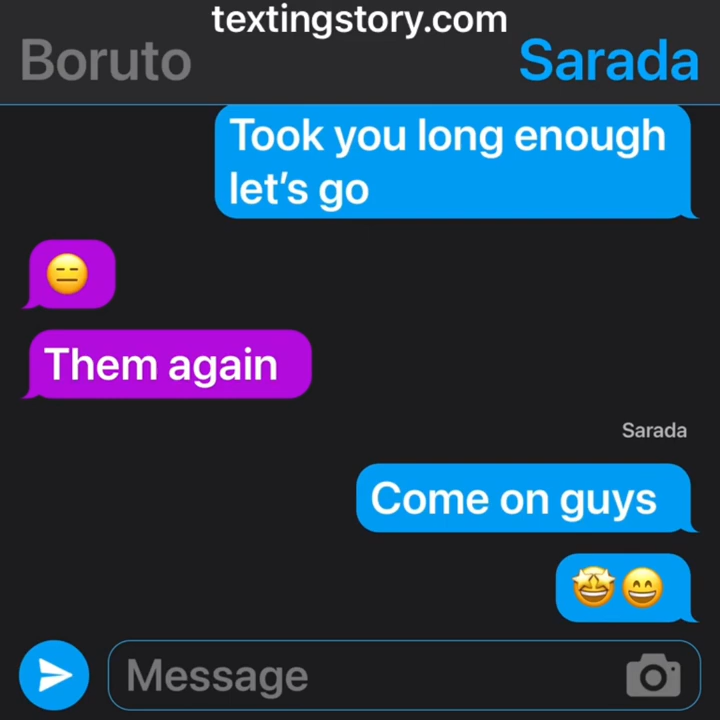 textingstory.com
Boruto
Sarada
Took you long enough
let's go
😑
Them again
Sarada
Come on guys
🤩😄
Message